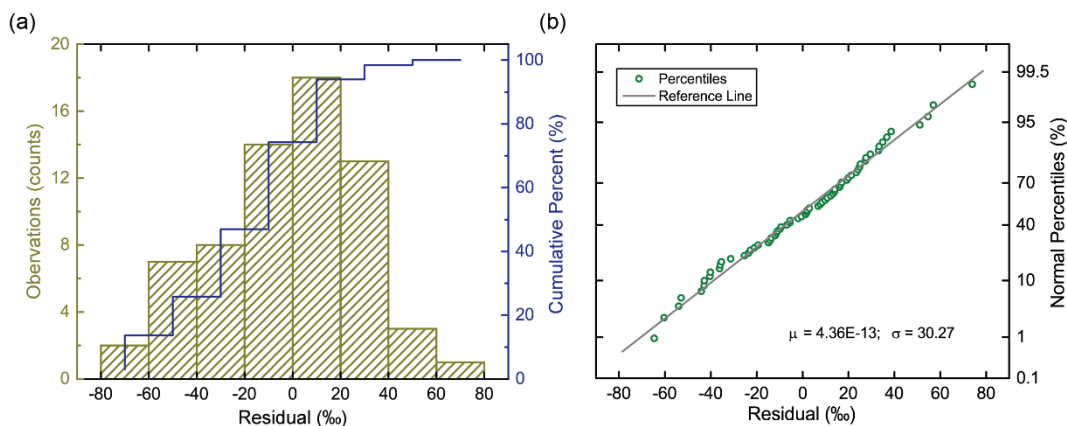 (a)
20
16
12
8
4
0
Obervations (counts)
100
80
60
40
20
0
Cumulative Percent (%)
-80 -60 -40 -20 0 20 40 60 80
Residual (‰)
(b)
Percentiles
Reference Line
99.5
95
70
40
10
1
0.1
Normal Percentiles (%)
μ = 4.36E-13; σ = 30.27
-80 -60 -40 -20 0 20 40 60 80
Residual (‰)